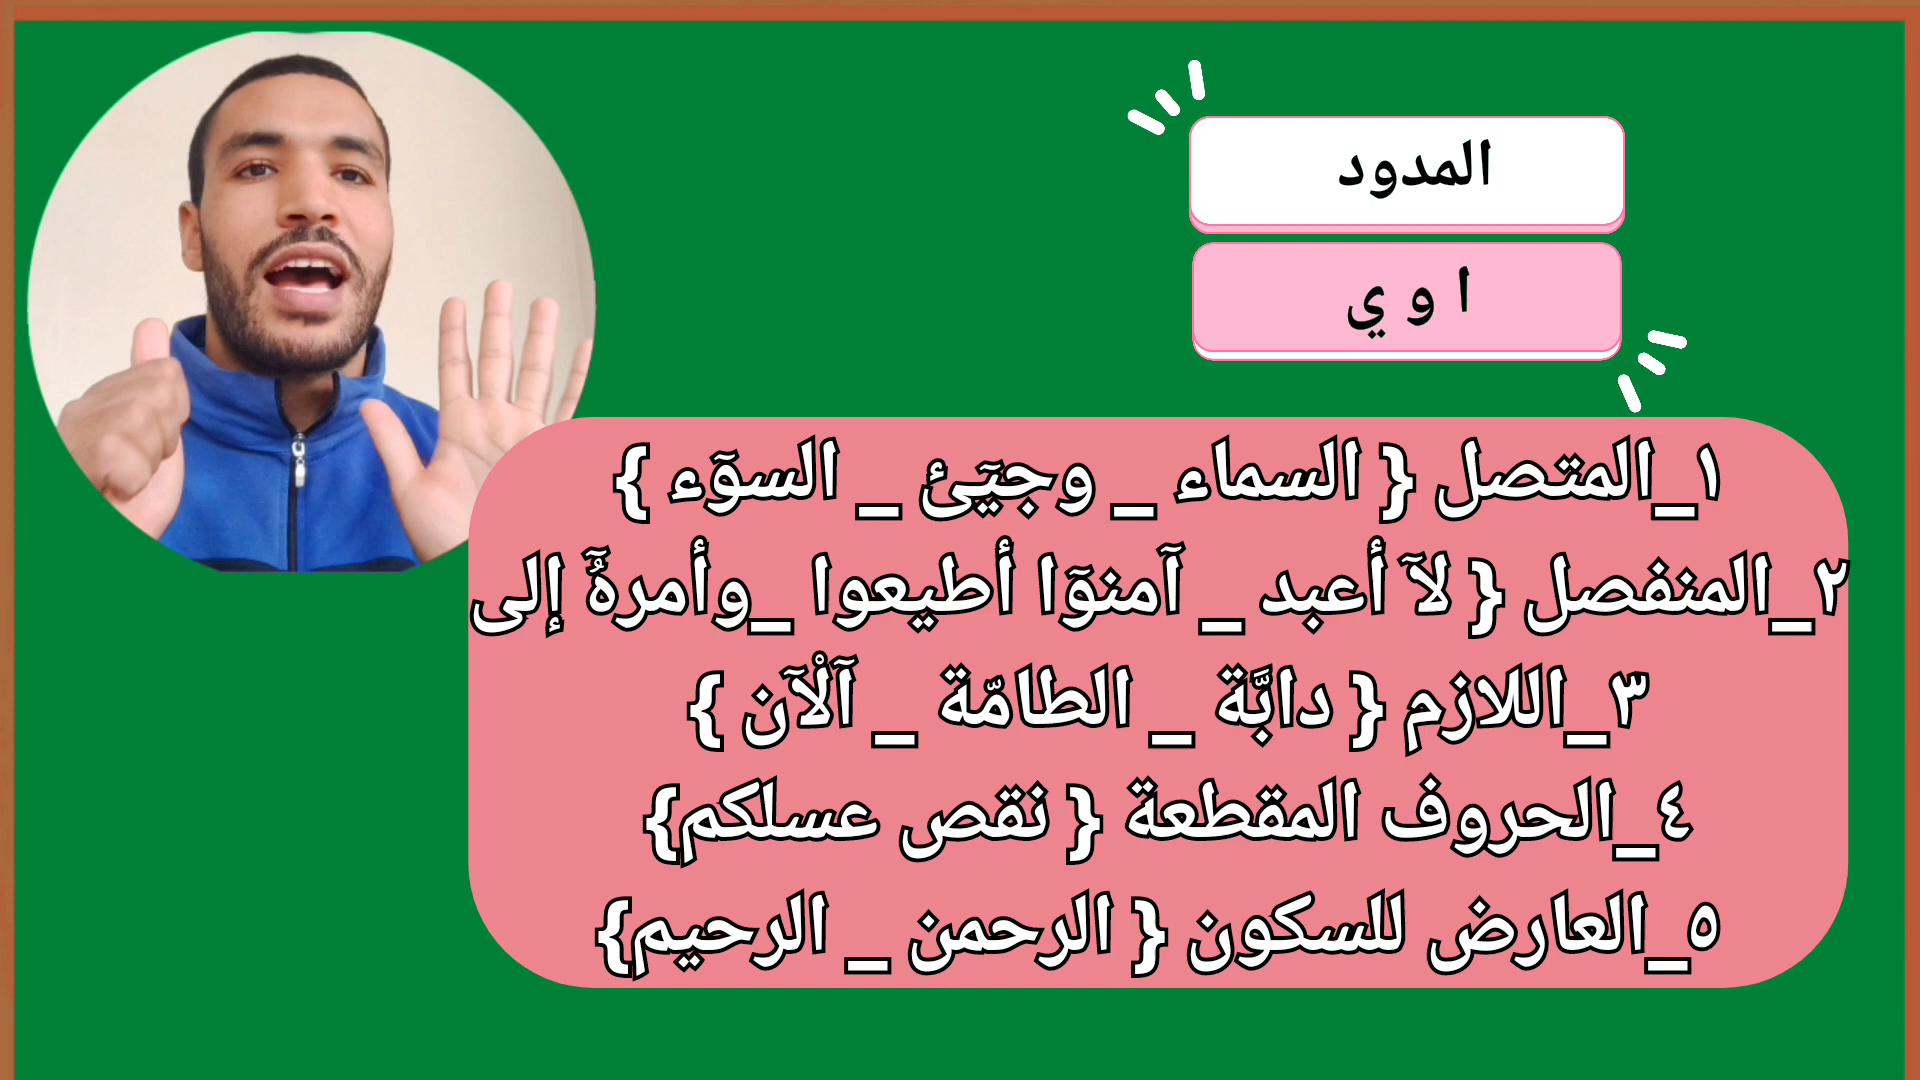 المدود
ا و ي
١_المتصل { السماء _ وجيٓئ _ السوٓء }
٢_المنفصل { لآ أعبد _ آمنوٓا أطيعوا _وأمرهُٓ إلى
٣_اللازم { دابَّة _ الطامّة _ آلْآن }
٤_الحروف المقطعة { نقص عسلكم}
٥_العارض للسكون { الرحمن _ الرحيم}